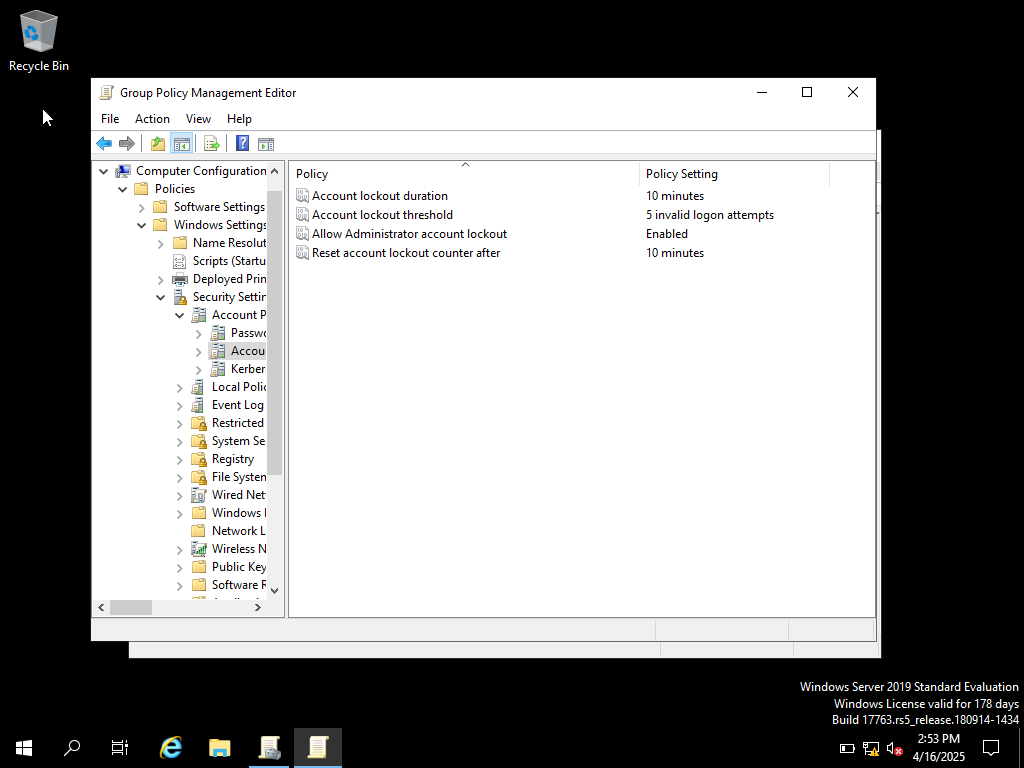 Recycle Bin
Group Policy Management Editor
File Action View Help
Computer Configuration
Policies
Software Settings
Windows Settings
Name Resolut
Scripts (Startu
Deployed Prin
Security Settin
Account P
Passwo
Accou
Kerber
Local Polic
Event Log
Restricted
System Se
Registry
File System
Wired Net
Windows
Network L
Wireless N
Public Key
Software R
Policy Policy Setting
Account lockout duration 10 minutes
Account lockout threshold 5 invalid logon attempts
Allow Administrator account lockout Enabled
Reset account lockout counter after 10 minutes
Windows Server 2019 Standard Evaluation
Windows License valid for 178 days
Build 17763.rs5_release.180914-1434
2:53 PM
4/16/2025